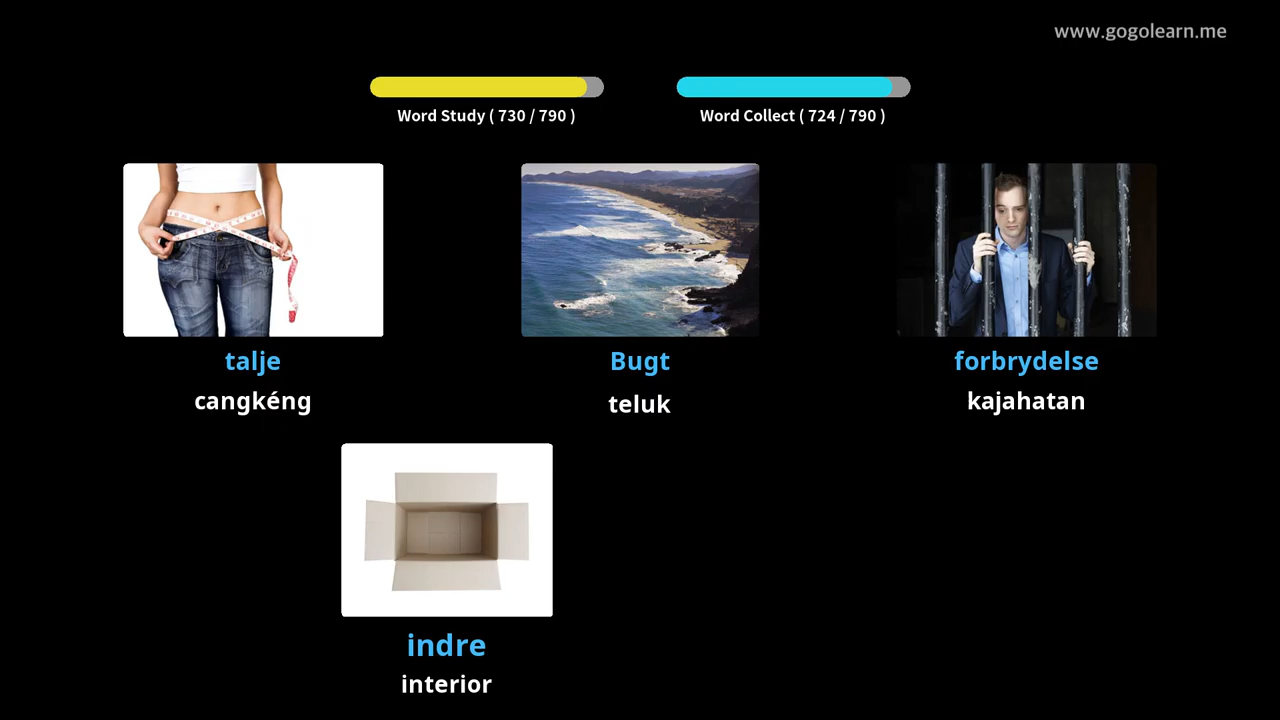 www.gogolearn.me
Word Study ( 730 / 790 )
Word Collect ( 724 / 790 )
talje
Bugt
forbrydelse
cangkéng
teluk
kajahatan
indre
interior